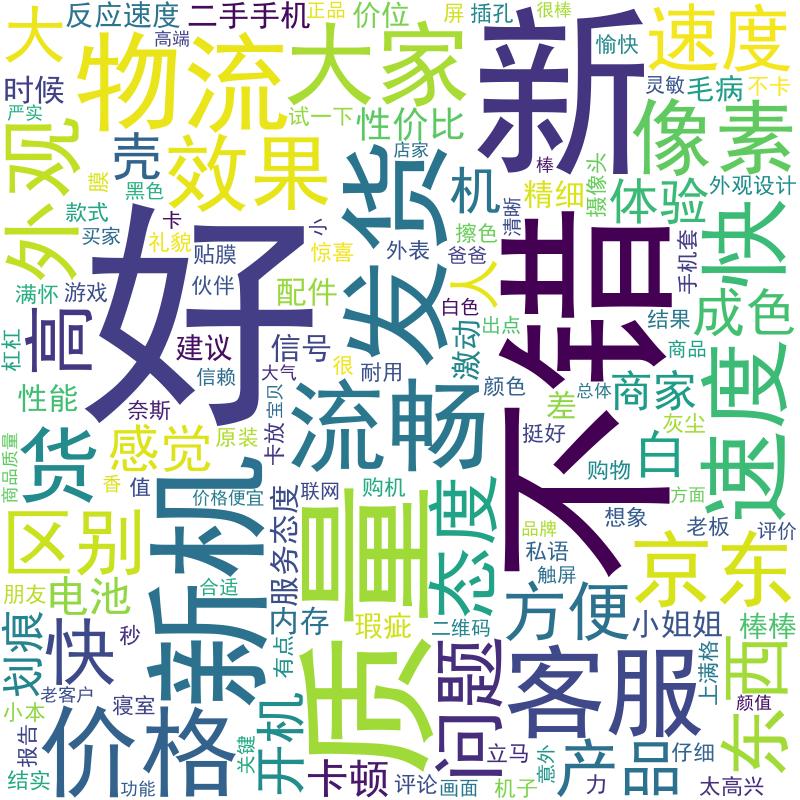 大
反应速度
二手手机
正品
价位
屏
插孔
很棒
高端
物流
大家
新
愉快
速度
时候
严实
试一下
性价比
灵敏
毛病
不卡
像素
外观
壳
效果
店家
发货
机
棒
清晰
精细
摄像头
体验
外观设计
膜
黑色
款式
卡
小
买家
礼貌
贴膜
惊喜
外表
擦色
爸爸
人
不错
手机套
快
好
满怀
游戏
伙伴
配件
白色
出点
激动
结果
成色
杠杠
高
建议
信号
信赖
大气
很
耐用
商品
性能
奈斯
宝贝
流畅
颜色
总体
差
商家
速度
货
感觉
原装
卡放
挺好
灰尘
白
商品质量
香
值
价格便宜
联网
购机
购物
方面
区别
新机
服务态度
质量
态度
想象
品牌
老板
评价
私语
触屏
京东
朋友
电池
合适
内存
瑕疵
二维码
方便
小姐姐
棒棒
划痕
快
秒
有点
问题
客服
上满格
东西
老客户
小本
寝室
价格
颜值
报告
关键
开机
结实
功能
卡顿
立马
评论
画面
意外
产品
仔细
机子
力
太高兴